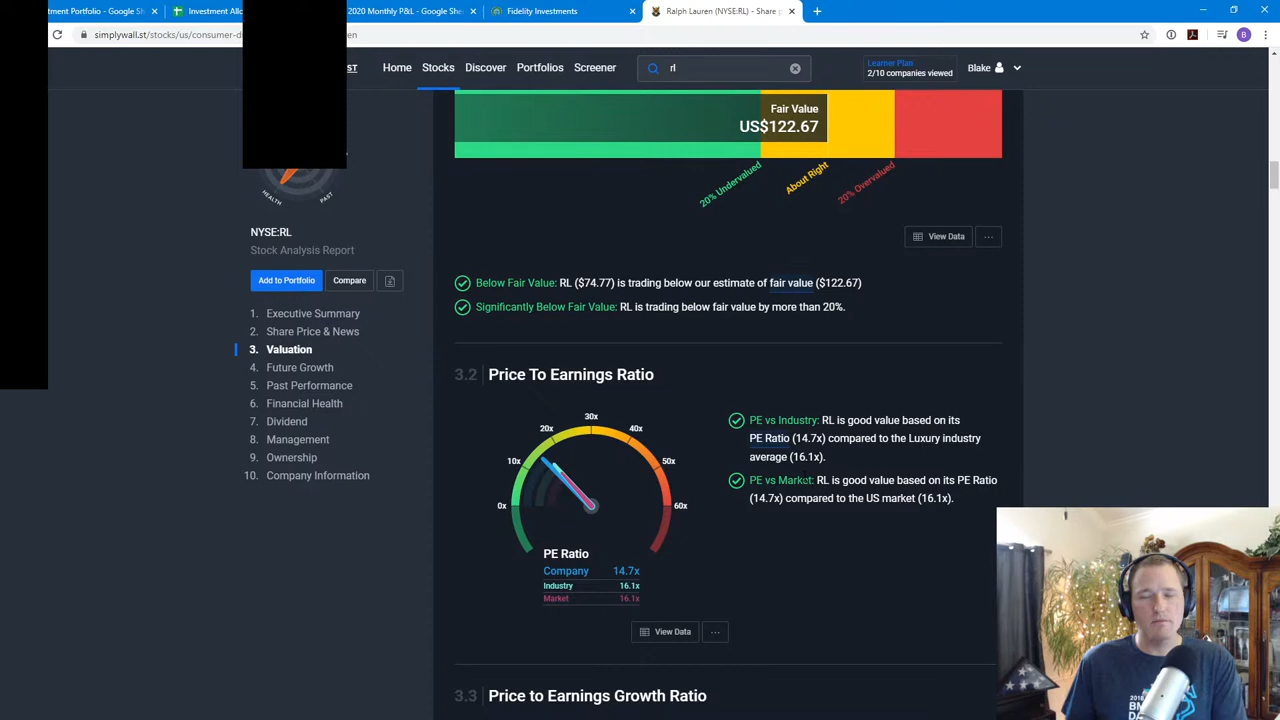 tment Portfolio - Google Sh
Investment Alloc
2020 Monthly P&L - Google She
Fidelity Investments
Ralph Lauren (NYSE:RL) - Share p
simplywall.st/stocks/us/consumer-du
en
B
ST
Home
Stocks
Discover
Portfolios
Screener
rl
Learner Plan
2/10 companies viewed
Blake
Fair Value
US$122.67
20% Undervalued
About Right
20% Overvalued
HEALTH
PAST
NYSE:RL
Stock Analysis Report
Add to Portfolio
Compare
View Data
...
Below Fair Value: RL ($74.77) is trading below our estimate of fair value ($122.67)
Significantly Below Fair Value: RL is trading below fair value by more than 20%.
1. Executive Summary
2. Share Price & News
3. Valuation
4. Future Growth
5. Past Performance
6. Financial Health
7. Dividend
8. Management
9. Ownership
10. Company Information
3.2 Price To Earnings Ratio
0x
10x
20x
30x
40x
50x
60x
PE Ratio
Company 14.7x
Industry 16.1x
Market 16.1x
PE vs Industry: RL is good value based on its
PE Ratio (14.7x) compared to the Luxury industry
average (16.1x).
PE vs Market: RL is good value based on its PE Ratio
(14.7x) compared to the US market (16.1x).
View Data
...
3.3 Price to Earnings Growth Ratio
2018